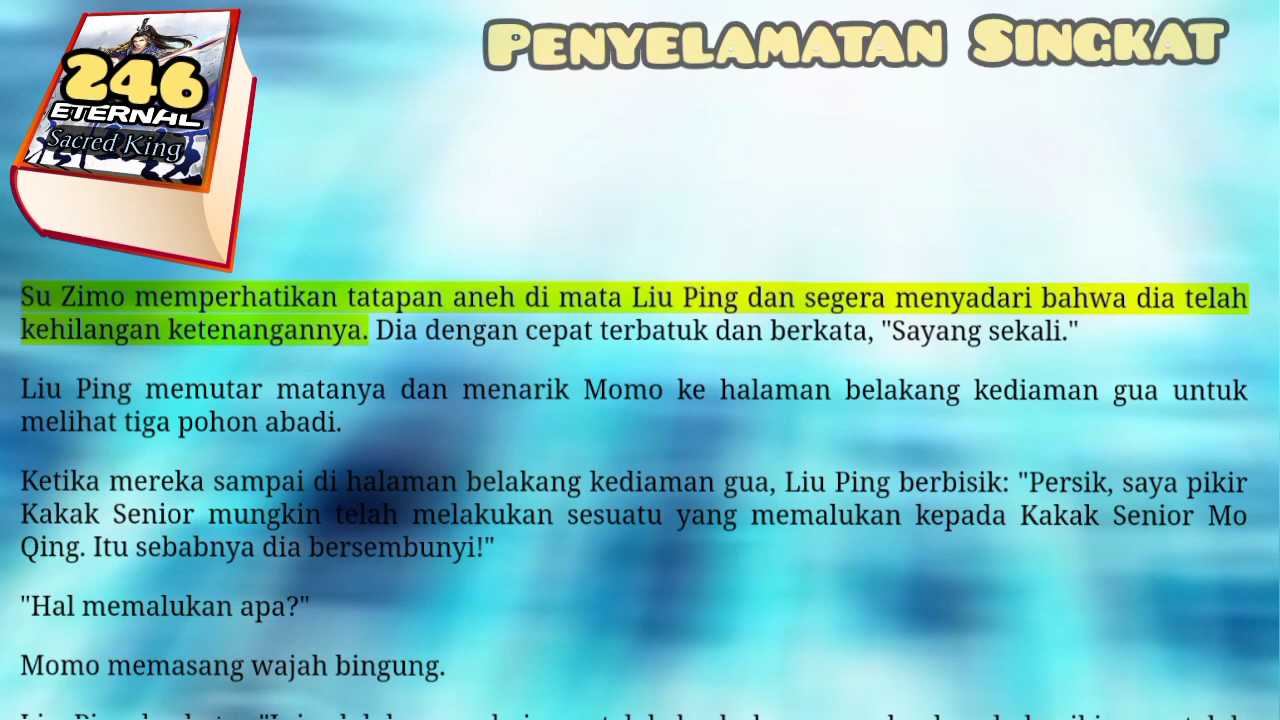 PENYELAMATAN SINGKAT
246
ETERNAL
Sacred King
Su Zimo memperhatikan tatapan aneh di mata Liu Ping dan segera menyadari bahwa dia telah
kehilangan ketenangannya. Dia dengan cepat terbatuk dan berkata, "Sayang sekali."
Liu Ping memutar matanya dan menarik Momo ke halaman belakang kediaman gua untuk
melihat tiga pohon abadi.
Ketika mereka sampai di halaman belakang kediaman gua, Liu Ping berbisik: "Persik, saya pikir
Kakak Senior mungkin telah melakukan sesuatu yang memalukan kepada Kakak Senior Mo
Qing. Itu sebabnya dia bersembunyi!"
"Hal memalukan apa?"
Momo memasang wajah bingung.